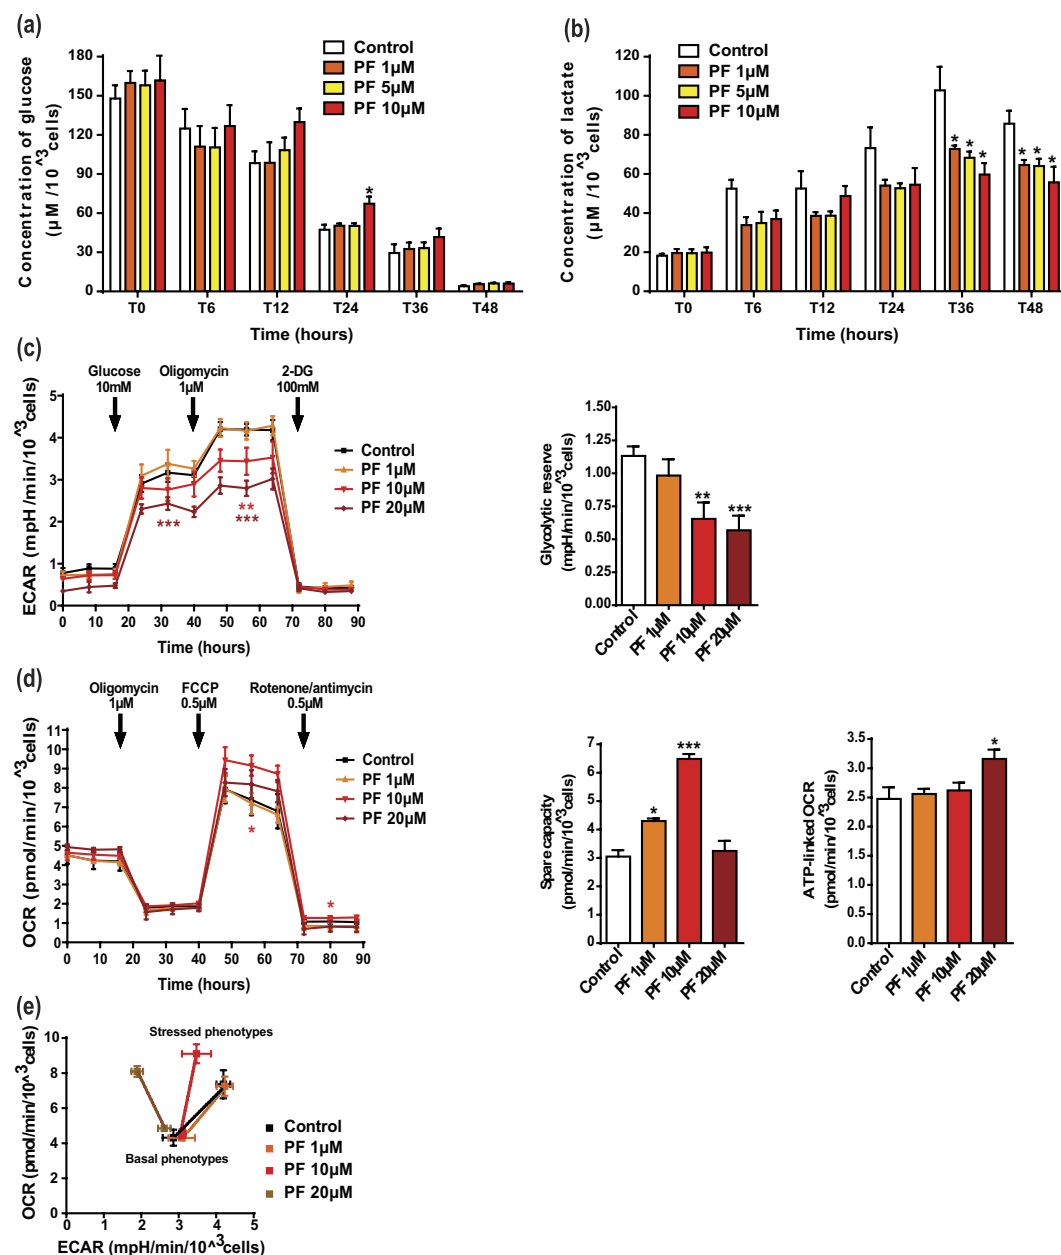 (a)
Concentration of glucose
(µM /10^3cells)
180
150
120
90
60
30
0
Control
PF 1µM
PF 5µM
PF 10µM
*
T0 T6 T12 T24 T36 T48
Time (hours)
(b)
Concentration of lactate
(µM /10^3cells)
120
100
80
60
40
20
0
Control
PF 1µM
PF 5µM
PF 10µM
* * * * * *
T0 T6 T12 T24 T36 T48
Time (hours)
(c)
Glucose Oligomycin 2-DG
10mM 1µM 100mM
ECAR (mpH/min/10^3cells)
5
4
3
2
1
0
Control
PF 1µM
PF 10µM
PF 20µM
**
*** ***
0 10 20 30 40 50 60 70 80 90
Time (hours)
Glycolytic reserve
(mpH/min/10^3cells)
1.50
1.25
1.00
0.75
0.50
0.25
0.00
** ***
Control PF 1µM PF 10µM PF 20µM
(d)
Oligomycin FCCP Rotenone/antimycin
1µM 0.5µM 0.5µM
OCR (pmol/min/10^3cells)
11
10
9
8
7
6
5
4
3
2
1
0
Control
PF 1µM
PF 10µM
PF 20µM
*
*
0 10 20 30 40 50 60 70 80 90
Time (hours)
Spare capacity
(pmol/min/10^3cells)
7
6
5
4
3
2
1
0
* ***
Control PF 1µM PF 10µM PF 20µM
ATP-linked OCR
(pmol/min/10^3cells)
3.5
3.0
2.5
2.0
1.5
1.0
0.5
0.0
*
Control PF 1µM PF 10µM PF 20µM
(e)
OCR (pmol/min/10^3cells)
10
8
6
4
2
0
Stressed phenotypes
Basal phenotypes
Control
PF 1µM
PF 10µM
PF 20µM
0 1 2 3 4 5
ECAR (mpH/min/10^3cells)